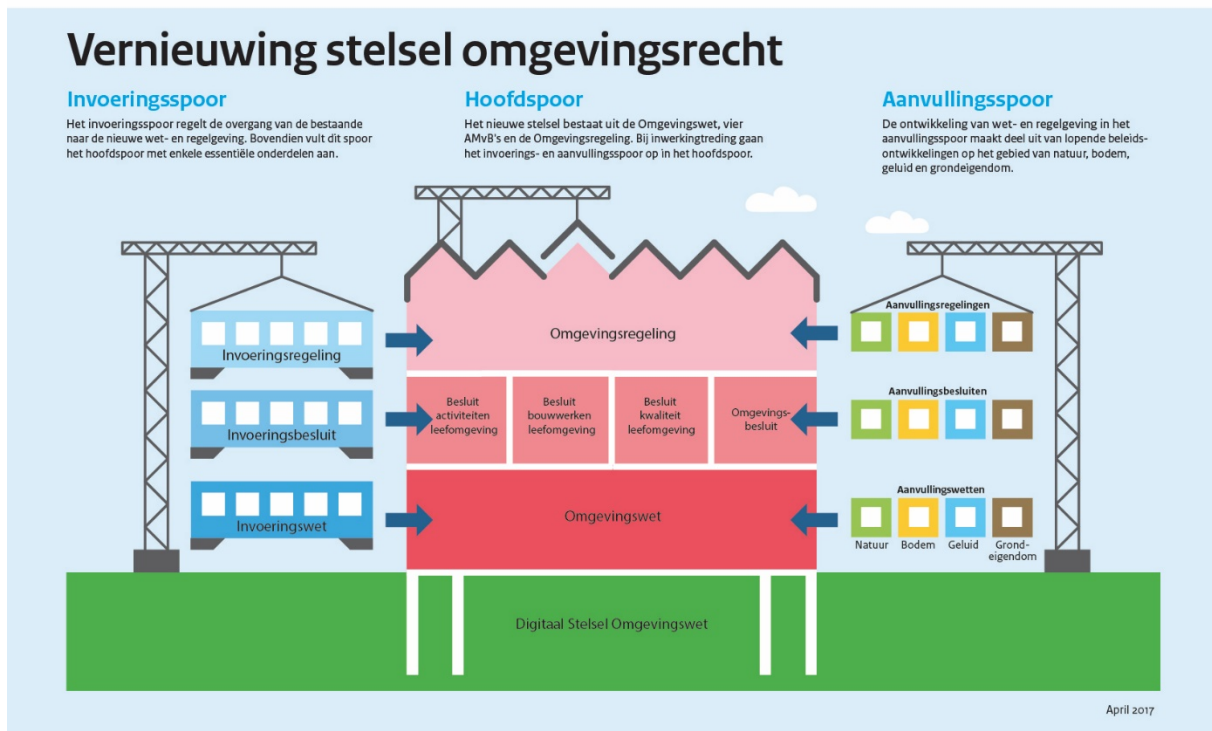 Vernieuwing stelsel omgevingsrecht
Invoeringsspoor
Het invoeringsspoor regelt de overgang van de bestaande
naar de nieuwe wet- en regelgeving. Bovendien vult dit spoor
het hoofdspoor met enkele essentiële onderdelen aan.
Hoofdspoor
Het nieuwe stelsel bestaat uit de Omgevingswet, vier
AMvB's en de Omgevingsregeling. Bij inwerkingtreding gaan
het invoerings- en aanvullingsspoor op in het hoofdspoor.
Aanvullingsspoor
De ontwikkeling van wet- en regelgeving in het
aanvullingsspoor maakt deel uit van lopende beleids-
ontwikkelingen op het gebied van natuur, bodem,
geluid en grondeigendom.
Invoeringsregeling
Invoeringsbesluit
Invoeringswet
Omgevingsregeling
Besluit
activiteiten
leefomgeving
Besluit
bouwwerken
leefomgeving
Besluit
kwaliteit
leefomgeving
Omgevings-
besluit
Omgevingswet
Digitaal Stelsel Omgevingswet
Aanvullingsregelingen
Aanvullingsbesluiten
Aanvullingswetten
Natuur
Bodem
Geluid
Grond-
eigendom
April 2017